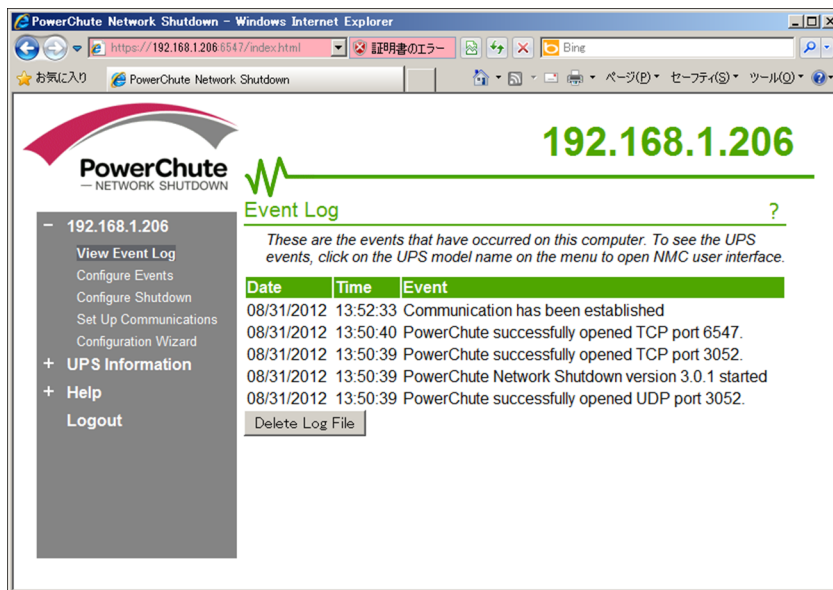 PowerChute Network Shutdown - Windows Internet Explorer
https://192.168.1.206:6547/index.html
証明書のエラー
Bing
お気に入り
PowerChute Network Shutdown
ページ(P)
セーフティ(S)
ツール(O)
PowerChute
NETWORK SHUTDOWN
192.168.1.206
− 192.168.1.206
View Event Log
Configure Events
Configure Shutdown
Set Up Communications
Configuration Wizard
+ UPS Information
+ Help
Logout
Event Log
?
These are the events that have occurred on this computer. To see the UPS
events, click on the UPS model name on the menu to open NMC user interface.
Date Time Event
08/31/2012 13:52:33 Communication has been established
08/31/2012 13:50:40 PowerChute successfully opened TCP port 6547.
08/31/2012 13:50:39 PowerChute successfully opened TCP port 3052.
08/31/2012 13:50:39 PowerChute Network Shutdown version 3.0.1 started
08/31/2012 13:50:39 PowerChute successfully opened UDP port 3052.
Delete Log File